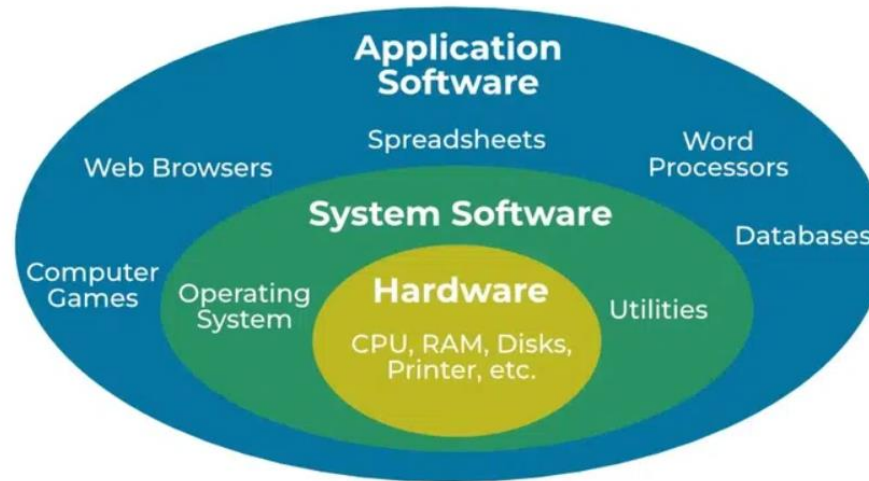 Application
Software
Spreadsheets
Word
Processors
Web Browsers
System Software
Databases
Computer
Games
Operating
System
Hardware
Utilities
CPU, RAM, Disks,
Printer, etc.